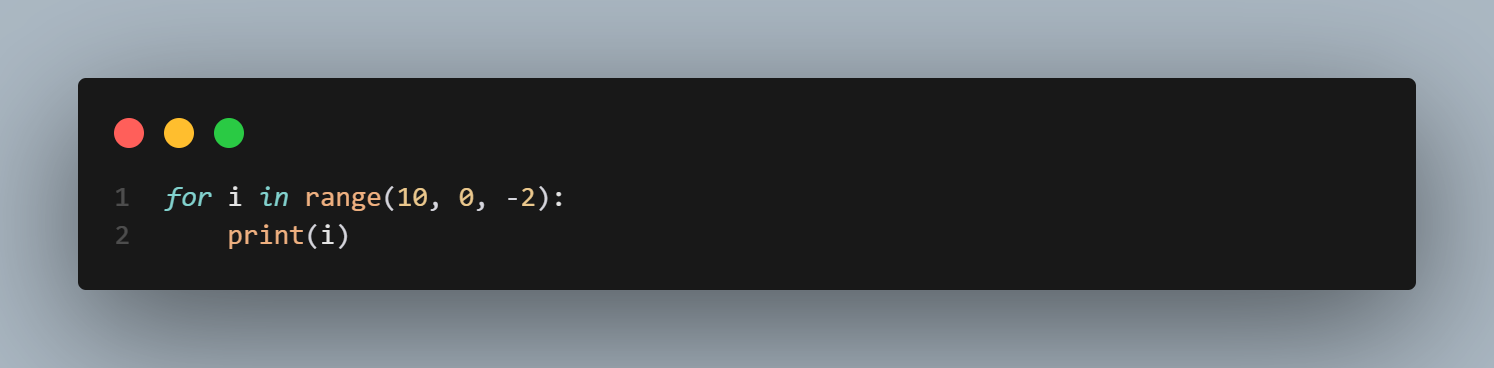 1 for i in range(10, 0, -2):
2     print(i)